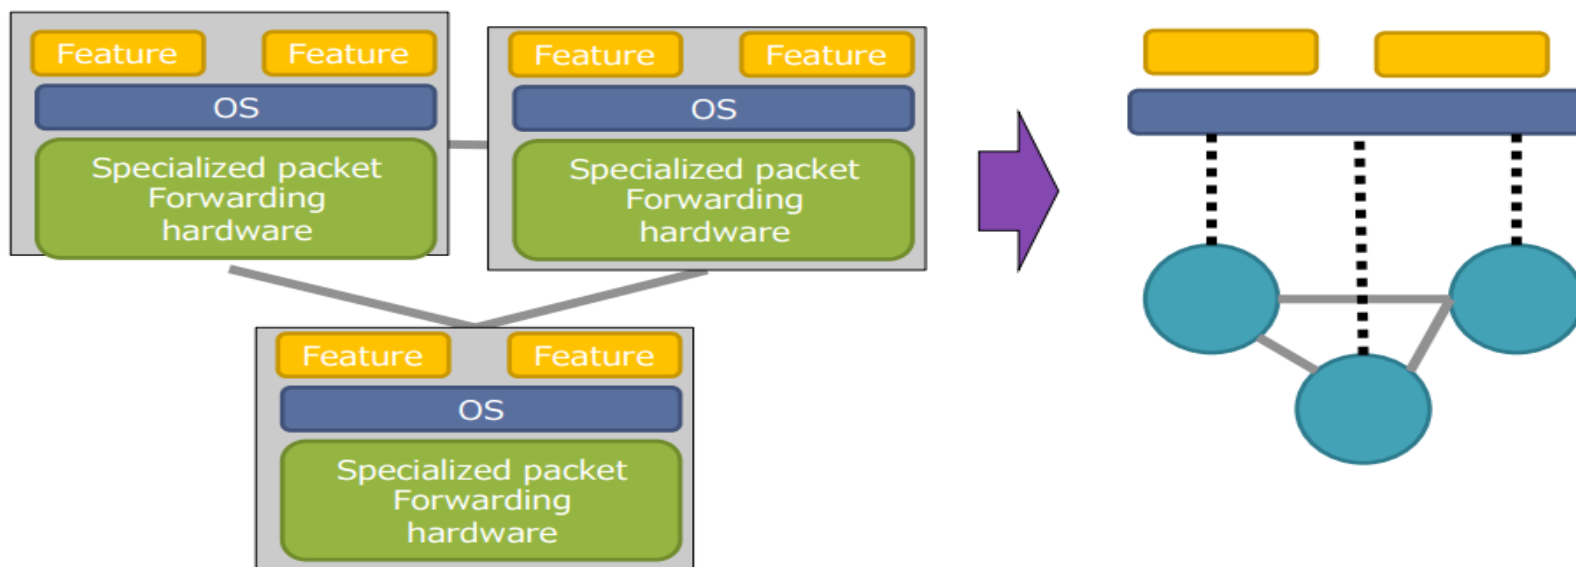 Feature
Feature
OS
Specialized packet
Forwarding
hardware
Feature
Feature
OS
Specialized packet
Forwarding
hardware
Feature
Feature
OS
Specialized packet
Forwarding
hardware